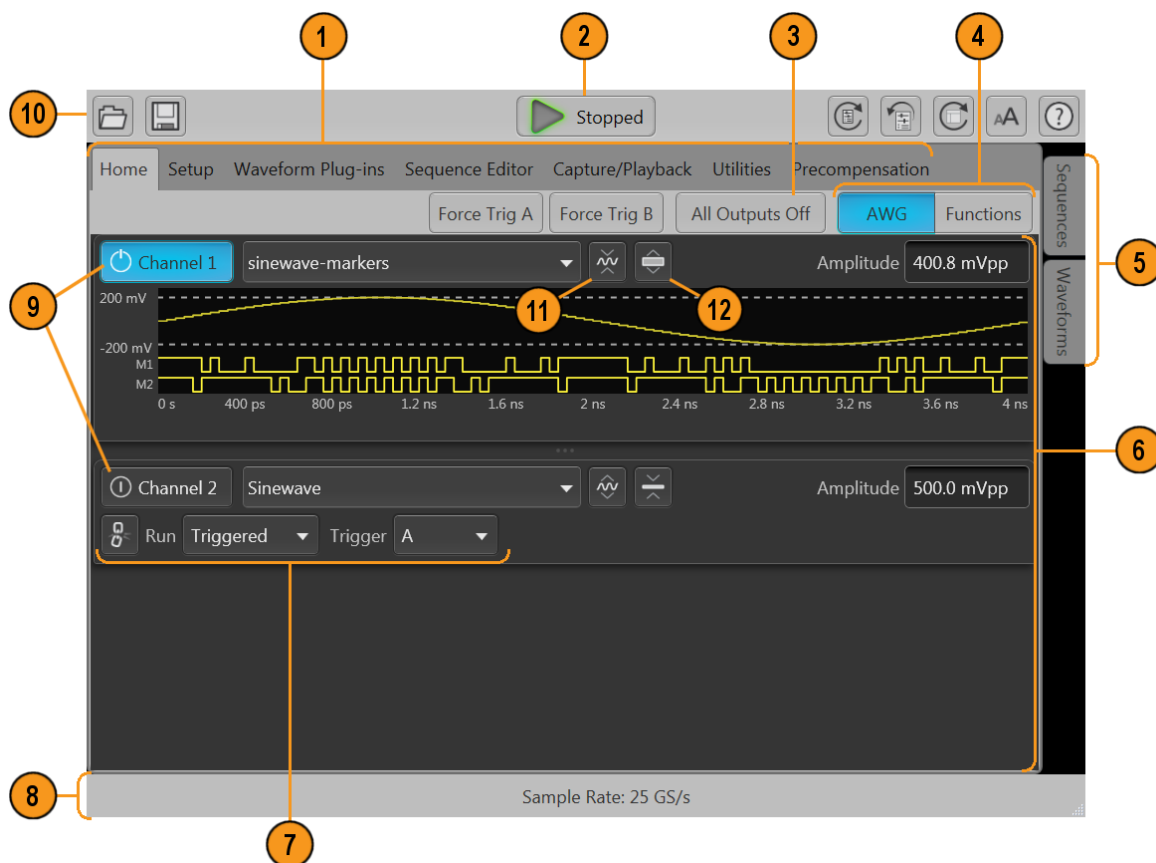 1 2 3 4
10 Stopped AA ?
Home Setup Waveform Plug-ins Sequence Editor Capture/Playback Utilities Precompensation
Sequences
Force Trig A Force Trig B All Outputs Off AWG Functions
Channel 1 sinewave-markers Amplitude 400.8 mVpp
5
Waveforms
9
11 12
200 mV
-200 mV
M1
M2
0 s 400 ps 800 ps 1.2 ns 1.6 ns 2 ns 2.4 ns 2.8 ns 3.2 ns 3.6 ns 4 ns
6
Channel 2 Sinewave Amplitude 500.0 mVpp
Run Triggered Trigger A
8
Sample Rate: 25 GS/s
7